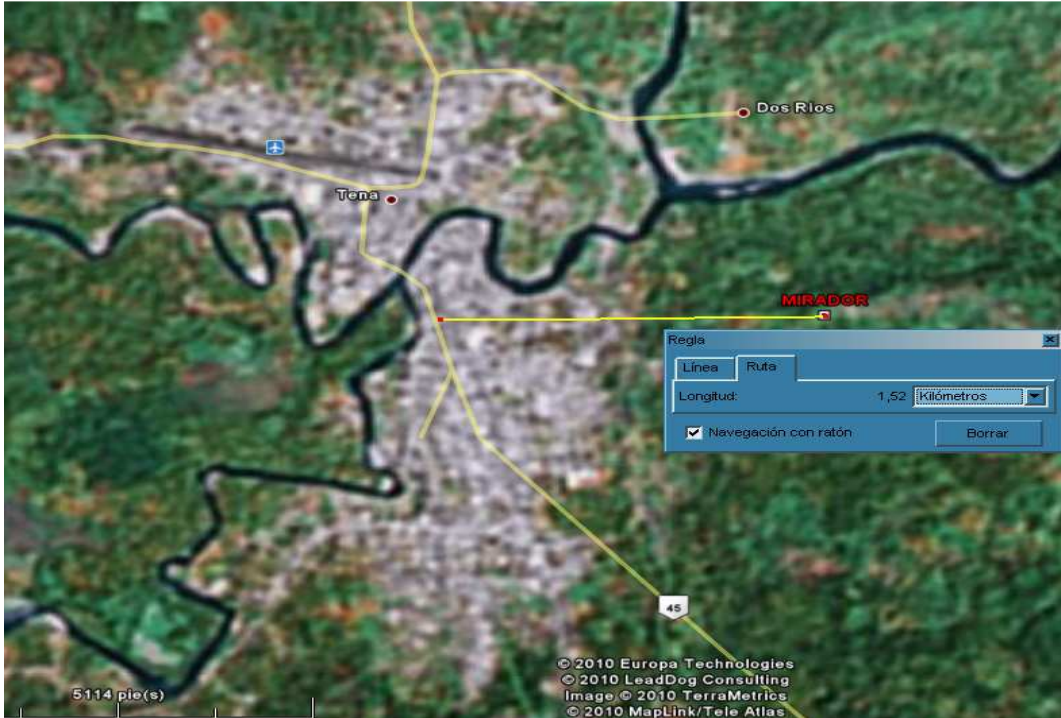 Dos Rios
Tena
MIRADOR
Regla
Línea
Ruta
Longitud:
1,52
Kilómetros
Navegación con ratón
Borrar
45
5114 pie(s)
© 2010 Europa Technologies
© 2010 LeadDog Consulting
Image © 2010 TerraMetrics
© 2010 MapLink/Tele Atlas